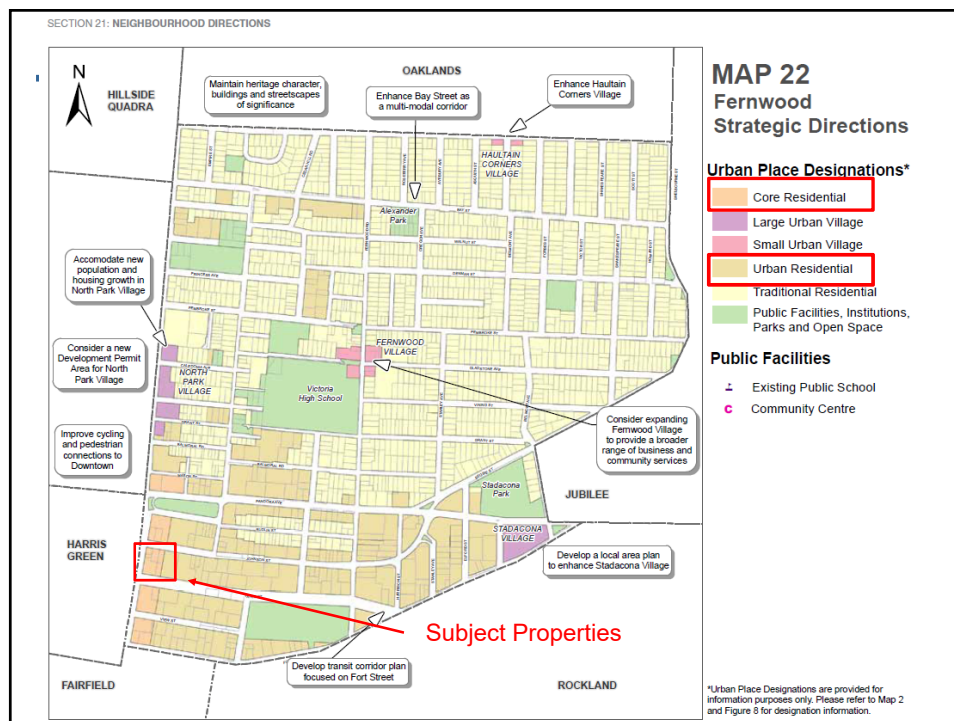 SECTION 21: NEIGHBOURHOOD DIRECTIONS
N
HILLSIDE
QUADRA
OAKLANDS
Maintain heritage character,
buildings and streetscapes
of significance
Enhance Bay Street as
a multi-modal corridor
Enhance Haultain
Corners Village
HAULTAIN
CORNERS
VILLAGE
Alexander
Park
Accomodate new
population and
housing growth in
North Park Village
Consider a new
Development Permit
Area for North
Park Village
Improve cycling
and pedestrian
connections to
Downtown
NORTH
PARK
VILLAGE
Victoria
High School
FERNWOOD
VILLAGE
Consider expanding
Fernwood Village
to provide a broader
range of business and
community services
Stadacona
Park
JUBILEE
STADACONA
VILLAGE
Develop a local area plan
to enhance Stadacona Village
HARRIS
GREEN
Subject Properties
Develop transit corridor plan
focused on Fort Street
FAIRFIELD
ROCKLAND
MAP 22
Fernwood
Strategic Directions
Urban Place Designations*
Core Residential
Large Urban Village
Small Urban Village
Urban Residential
Traditional Residential
Public Facilities, Institutions,
Parks and Open Space
Public Facilities
Existing Public School
C Community Centre
*Urban Place Designations are provided for
information purposes only. Please refer to Map 2
and Figure 8 for designation information.